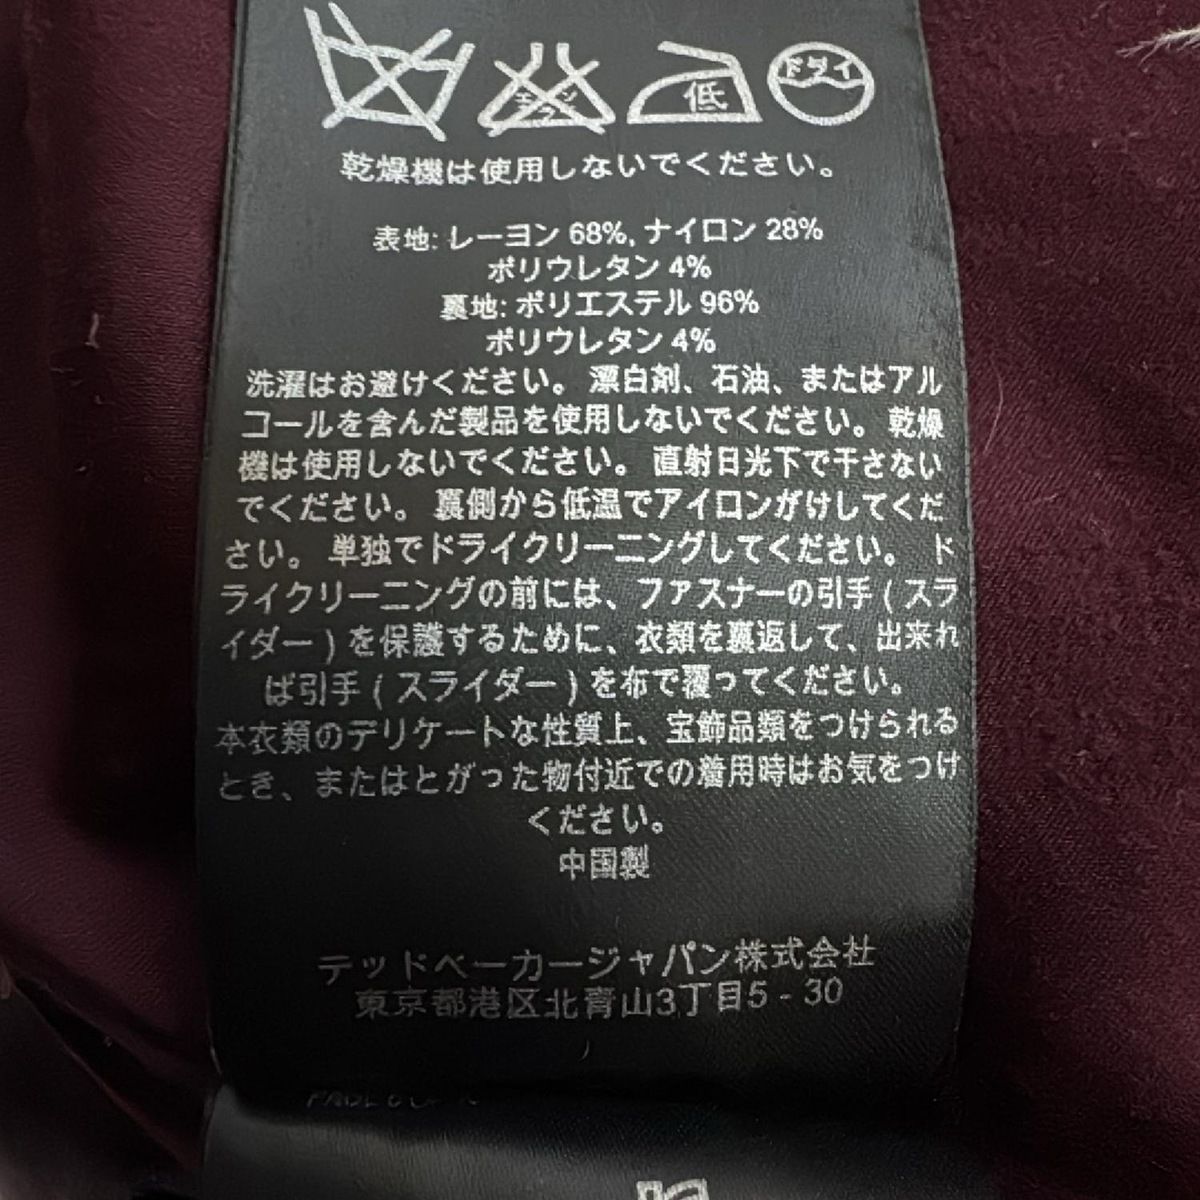 エンソ
サラシ
低
ドライ
乾燥機は使用しないでください。
表地: レーヨン 68%, ナイロン 28%
ポリウレタン 4%
裏地: ポリエステル 96%
ポリウレタン 4%
洗濯はお避けください。 漂白剤、石油、またはアル
コールを含んだ製品を使用しないでください。 乾燥
機は使用しないでください。 直射日光下で干さない
でください。 裏側から低温でアイロンがけしてくだ
さい。 単独でドライクリーニングしてください。 ド
ライクリーニングの前には、ファスナーの引手 ( スラ
イダー ) を保護するために、衣類を裏返して、出来れ
ば引手 ( スライダー ) を布で覆ってください。
本衣類のデリケートな性質上、宝飾品類をつけられる
とき、またはとがった物付近での着用時はお気をつけ
ください。
中国製
テッドベーカージャパン株式会社
東京都港区北青山3丁目5 - 30